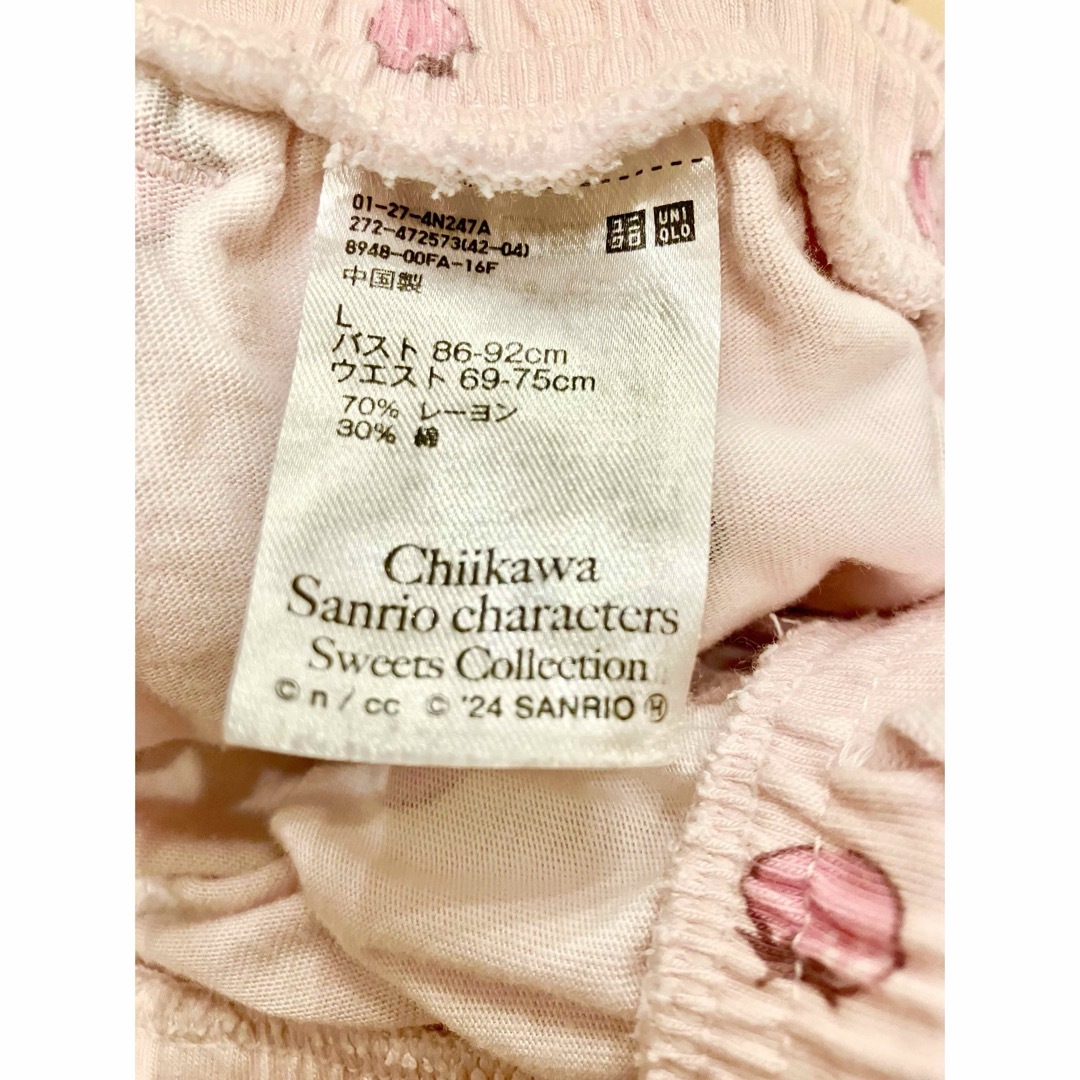 01-27-4N247A
272-472573(42-04)
8948-00FA-16F
中国製
ユニ
クロ
UNI
QLO
L
バスト 86-92cm
ウエスト 69-75cm
70% レーヨン
30% 綿
Chiikawa
Sanrio characters
Sweets Collection
© n / cc © '24 SANRIO Ⓗ